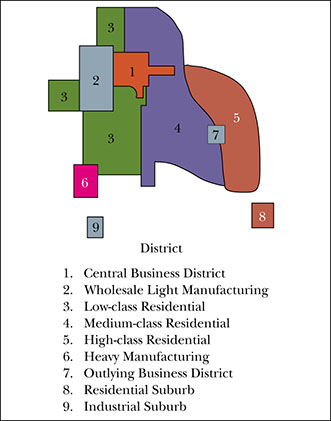 3
1
2
3
5
3
4
7
6
8
9
District
1. Central Business District
2. Wholesale Light Manufacturing
3. Low-class Residential
4. Medium-class Residential
5. High-class Residential
6. Heavy Manufacturing
7. Outlying Business District
8. Residential Suburb
9. Industrial Suburb